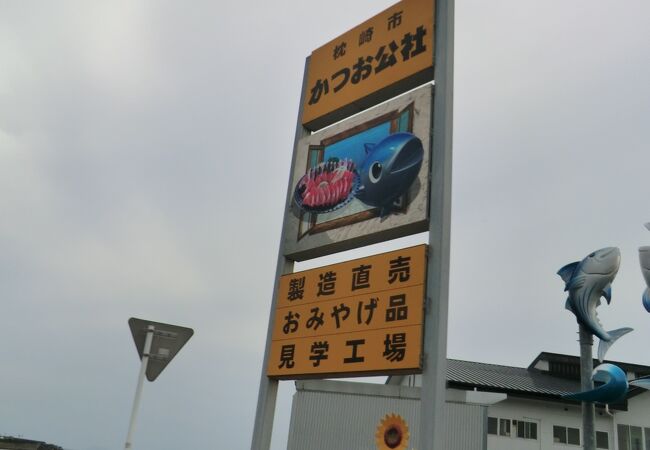 枕崎市
かつお公社
製造直売
おみやげ品
見学工場